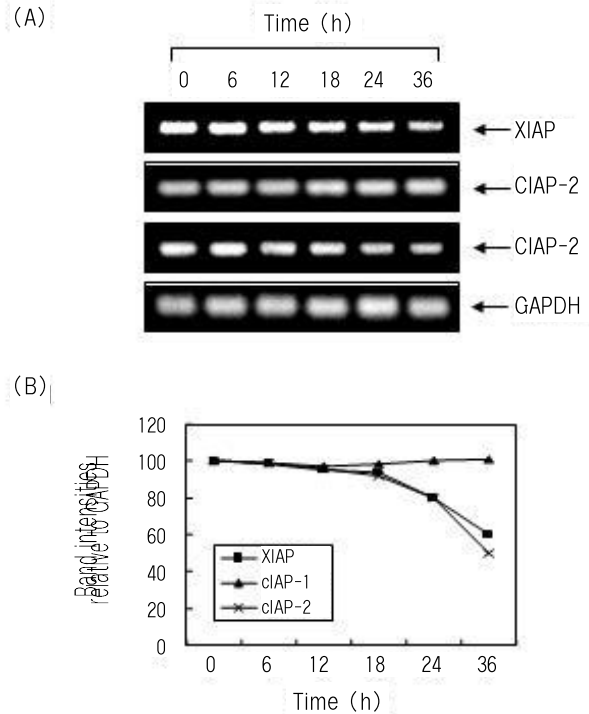 (A)
Time (h)
0 6 12 18 24 36
XIAP
CIAP-2
CIAP-2
GAPDH
(B)
120
100
80
60
40
20
0
Band intensities
relative to GAPDH
XIAP
cIAP-1
cIAP-2
0 6 12 18 24 36
Time (h)